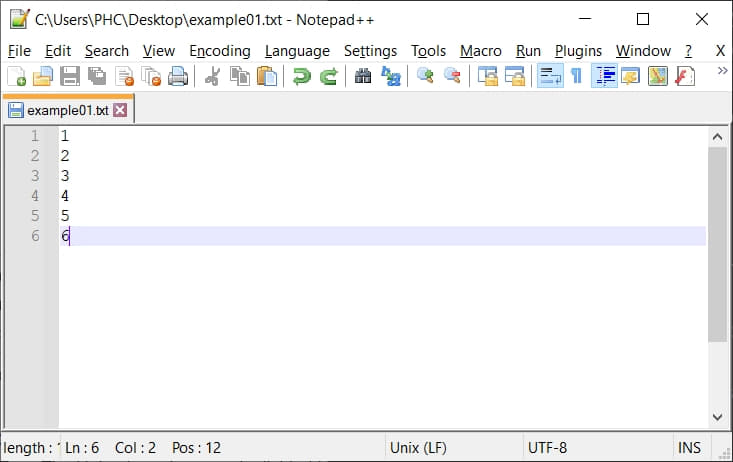 C:\Users\PHC\Desktop\example01.txt - Notepad++
File Edit Search View Encoding Language Settings Tools Macro Run Plugins Window ? X
example01.txt
1 1
2 2
3 3
4 4
5 5
6 6
length : Ln : 6 Col : 2 Pos : 12 Unix (LF) UTF-8 INS